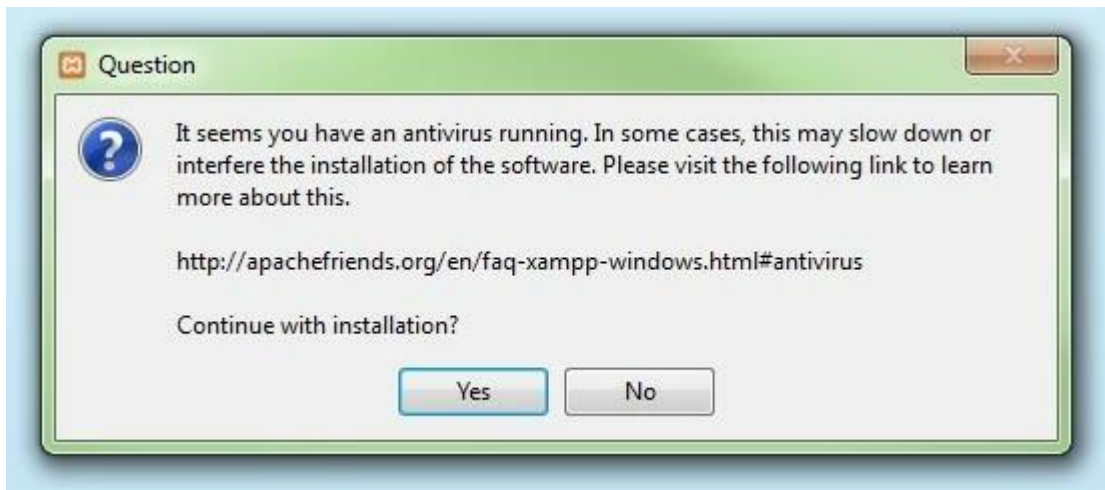 Question
It seems you have an antivirus running. In some cases, this may slow down or
interfere the installation of the software. Please visit the following link to learn
more about this.
http://apachefriends.org/en/faq-xampp-windows.html#antivirus
Continue with installation?
Yes No